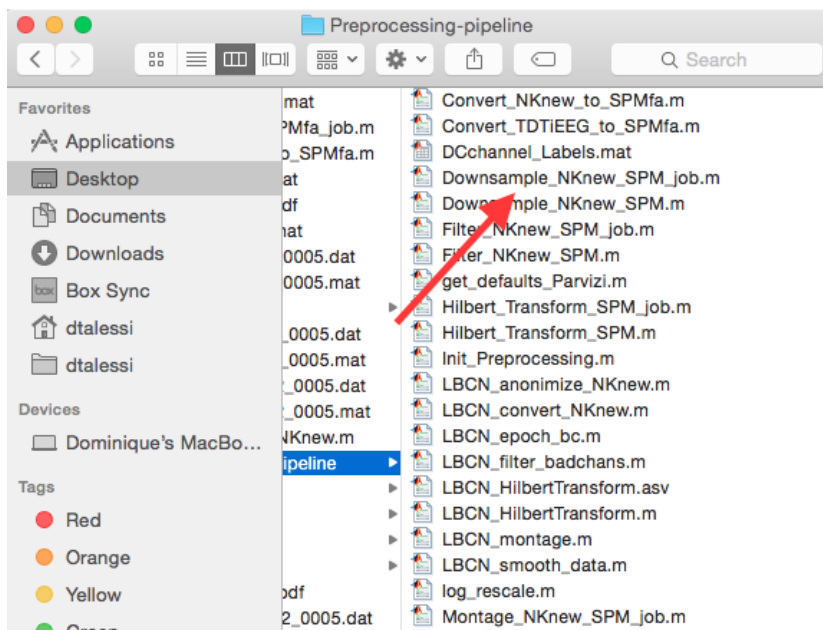 Preprocessing-pipeline
Search
Favorites
Applications
Desktop
Documents
Downloads
box
Box Sync
dtalessi
dtalessi
Devices
Dominique's MacBo...
Tags
Red
Orange
Yellow
mat
PMfa_job.m
o_SPMfa.m
at
df
nat
0005.dat
0005.mat
_0005.dat
_0005.mat
_0005.dat
_0005.mat
NKnew.m
ipeline
odf
2_0005.dat
Convert_NKnew_to_SPMfa.m
Convert_TDTiEEG_to_SPMfa.m
DCchannel_Labels.mat
Downsample_NKnew_SPM_job.m
Downsample_NKnew_SPM.m
Filter_NKnew_SPM_job.m
Filter_NKnew_SPM.m
get_defaults_Parvizi.m
Hilbert_Transform_SPM_job.m
Hilbert_Transform_SPM.m
Init_Preprocessing.m
LBCN_anonimize_NKnew.m
LBCN_convert_NKnew.m
LBCN_epoch_bc.m
LBCN_filter_badchans.m
LBCN_HilbertTransform.asv
LBCN_HilbertTransform.m
LBCN_montage.m
LBCN_smooth_data.m
log_rescale.m
Montage_NKnew_SPM_job.m